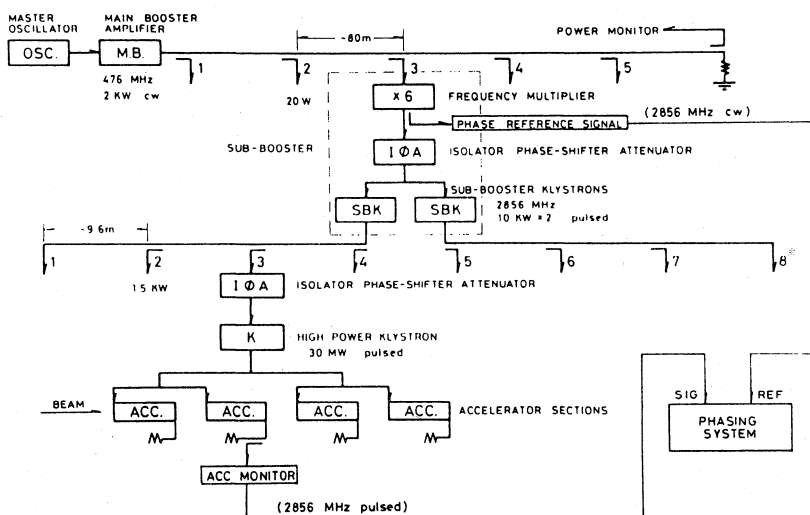 MASTER OSCILLATOR
MAIN BOOSTER AMPLIFIER
OSC.
M.B.
476 MHz
2 KW cw
~80m
POWER MONITOR
1
2
3
4
5
20 W
× 6
FREQUENCY MULTIPLIER
PHASE REFERENCE SIGNAL
(2856 MHz cw)
SUB-BOOSTER
I Φ A
ISOLATOR PHASE-SHIFTER ATTENUATOR
SBK
SBK
SUB-BOOSTER KLYSTRONS
2856 MHz
10 KW × 2 pulsed
~9.6m
1
2
3
4
5
6
7
8
1.5 KW
I Φ A
ISOLATOR PHASE-SHIFTER ATTENUATOR
K
HIGH POWER KLYSTRON
30 MW pulsed
BEAM
ACC.
ACC.
ACC.
ACC.
ACCELERATOR SECTIONS
SIG
REF
PHASING SYSTEM
ACC MONITOR
(2856 MHz pulsed)